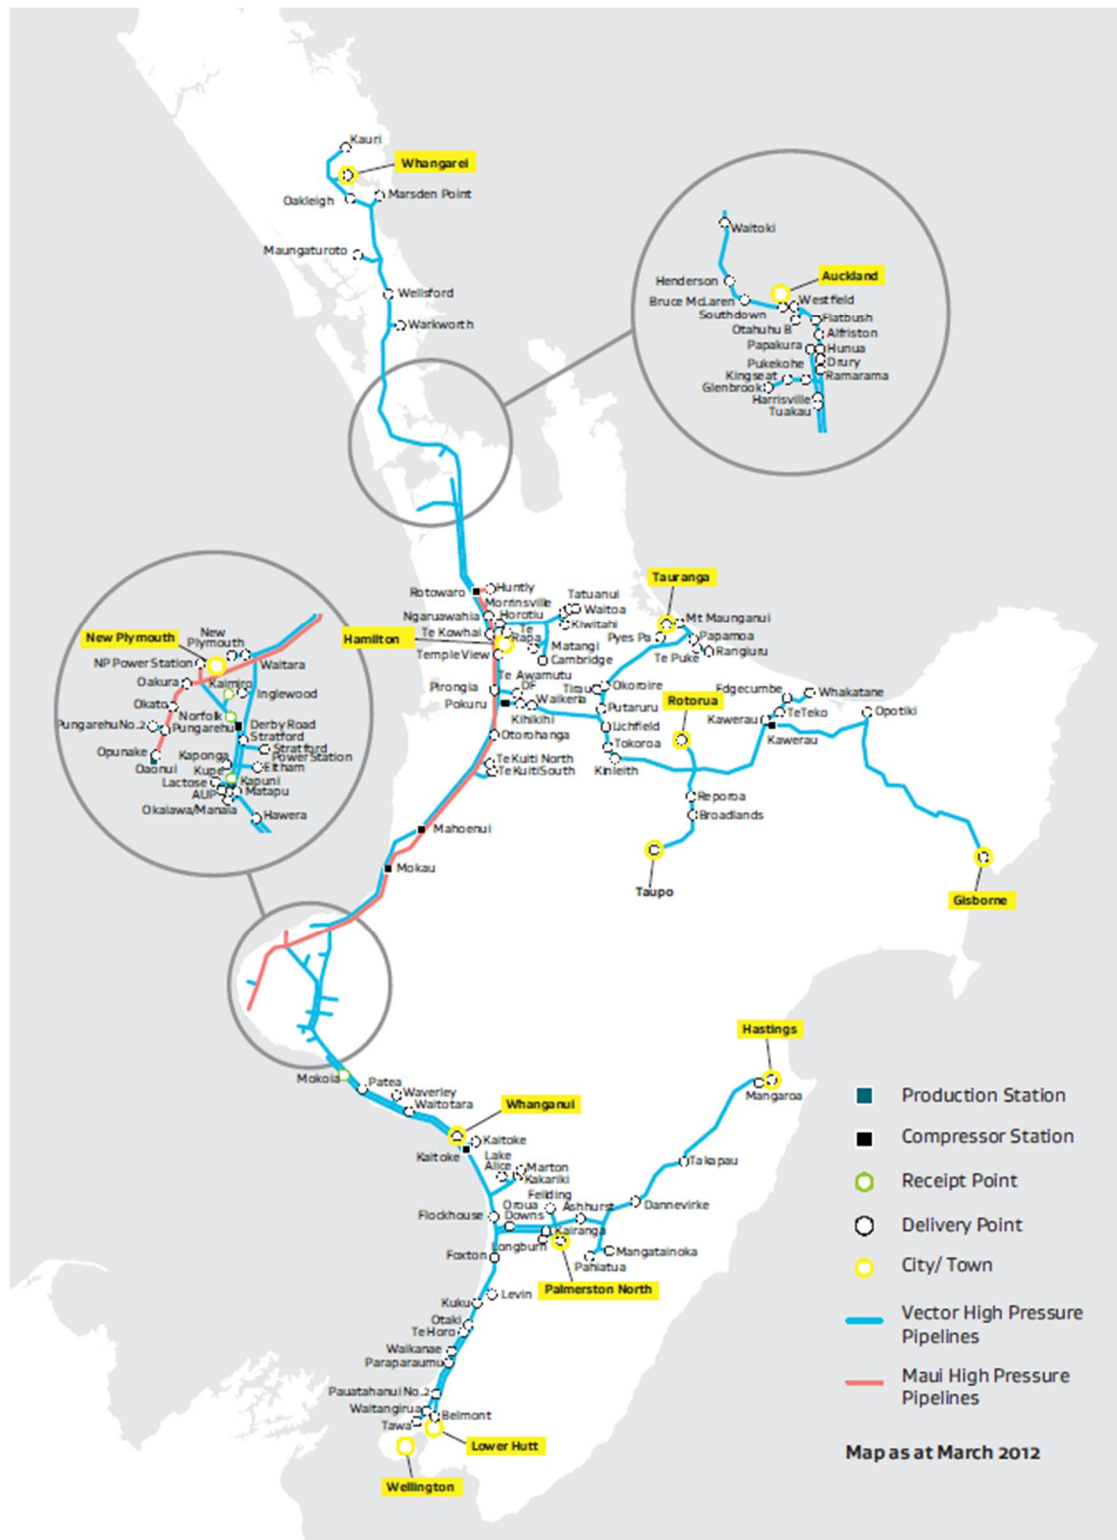 Kauri
Whangarei
Oakleigh
Marsden Point
Maungaturoto
Wellsford
Warkworth
Waitoki
Henderson
Auckland
Bruce McLaren
Westfield
Southdown
Flatbush
Otahuhu B
Alfriston
Papakura
Hunua
Pukekohe
Drury
Kingseat
Ramarama
Glenbrook
Harrisville
Tuakau
Rotowaro
Huntly
Tauranga
Morrinsville
Tatuanui
Ngaruawahia
Horotiu
Waitoa
Mt Maunganui
Te Kowhai
Te
Rapa
Kiwitahi
Hamilton
Pyes Pa
Papamoa
Temple View
Matangi
Te Puke
Rangiuru
Cambridge
Te Awamutu
Pirongia
DF
Tirau
Okoroire
Rotorua
Edgecumbe
Whakatane
Pokuru
Waikeria
Putaruru
TeTeko
Opotiki
Kihikihi
Lichfield
Kawerau
Otorohanga
Tokoroa
Kawerau
Te Kuiti North
Te Kuiti South
Kinleith
Reporoa
Broadlands
Mahoenui
Mokau
Taupo
Gisborne
New Plymouth
New
Plymouth
NP Power Station
Waitara
Oakura
Kaimiro
Inglewood
Okato
Norfolk
Pungarehu No.2
Pungarehu
Derby Road
Stratford
Opunake
Kaponga
Stratford
Power Station
Oaonui
Kupe
Eltham
Lactose
Kapuni
AUP
Matapu
Okaiawa/Manaia
Hawera
Hastings
Mokoia
Patea
Waverley
Waitotara
Mangaroa
Whanganui
Kaitoke
Kaitoke
Lake
Alice
Marton
Kakariki
Takapau
Feilding
Oroua
Downs
Ashhurst
Dannevirke
Flockhouse
Kairanga
Longburn
Mangatainoka
Foxton
Pahiatua
Palmerston North
Levin
Kuku
Otaki
Te Horo
Waikanae
Paraparaumu
Pauatahanui No.2
Waitangirua
Belmont
Tawa
Lower Hutt
Wellington
Production Station
Compressor Station
Receipt Point
Delivery Point
City/ Town
Vector High Pressure
Pipelines
Maui High Pressure
Pipelines
Map as at March 2012